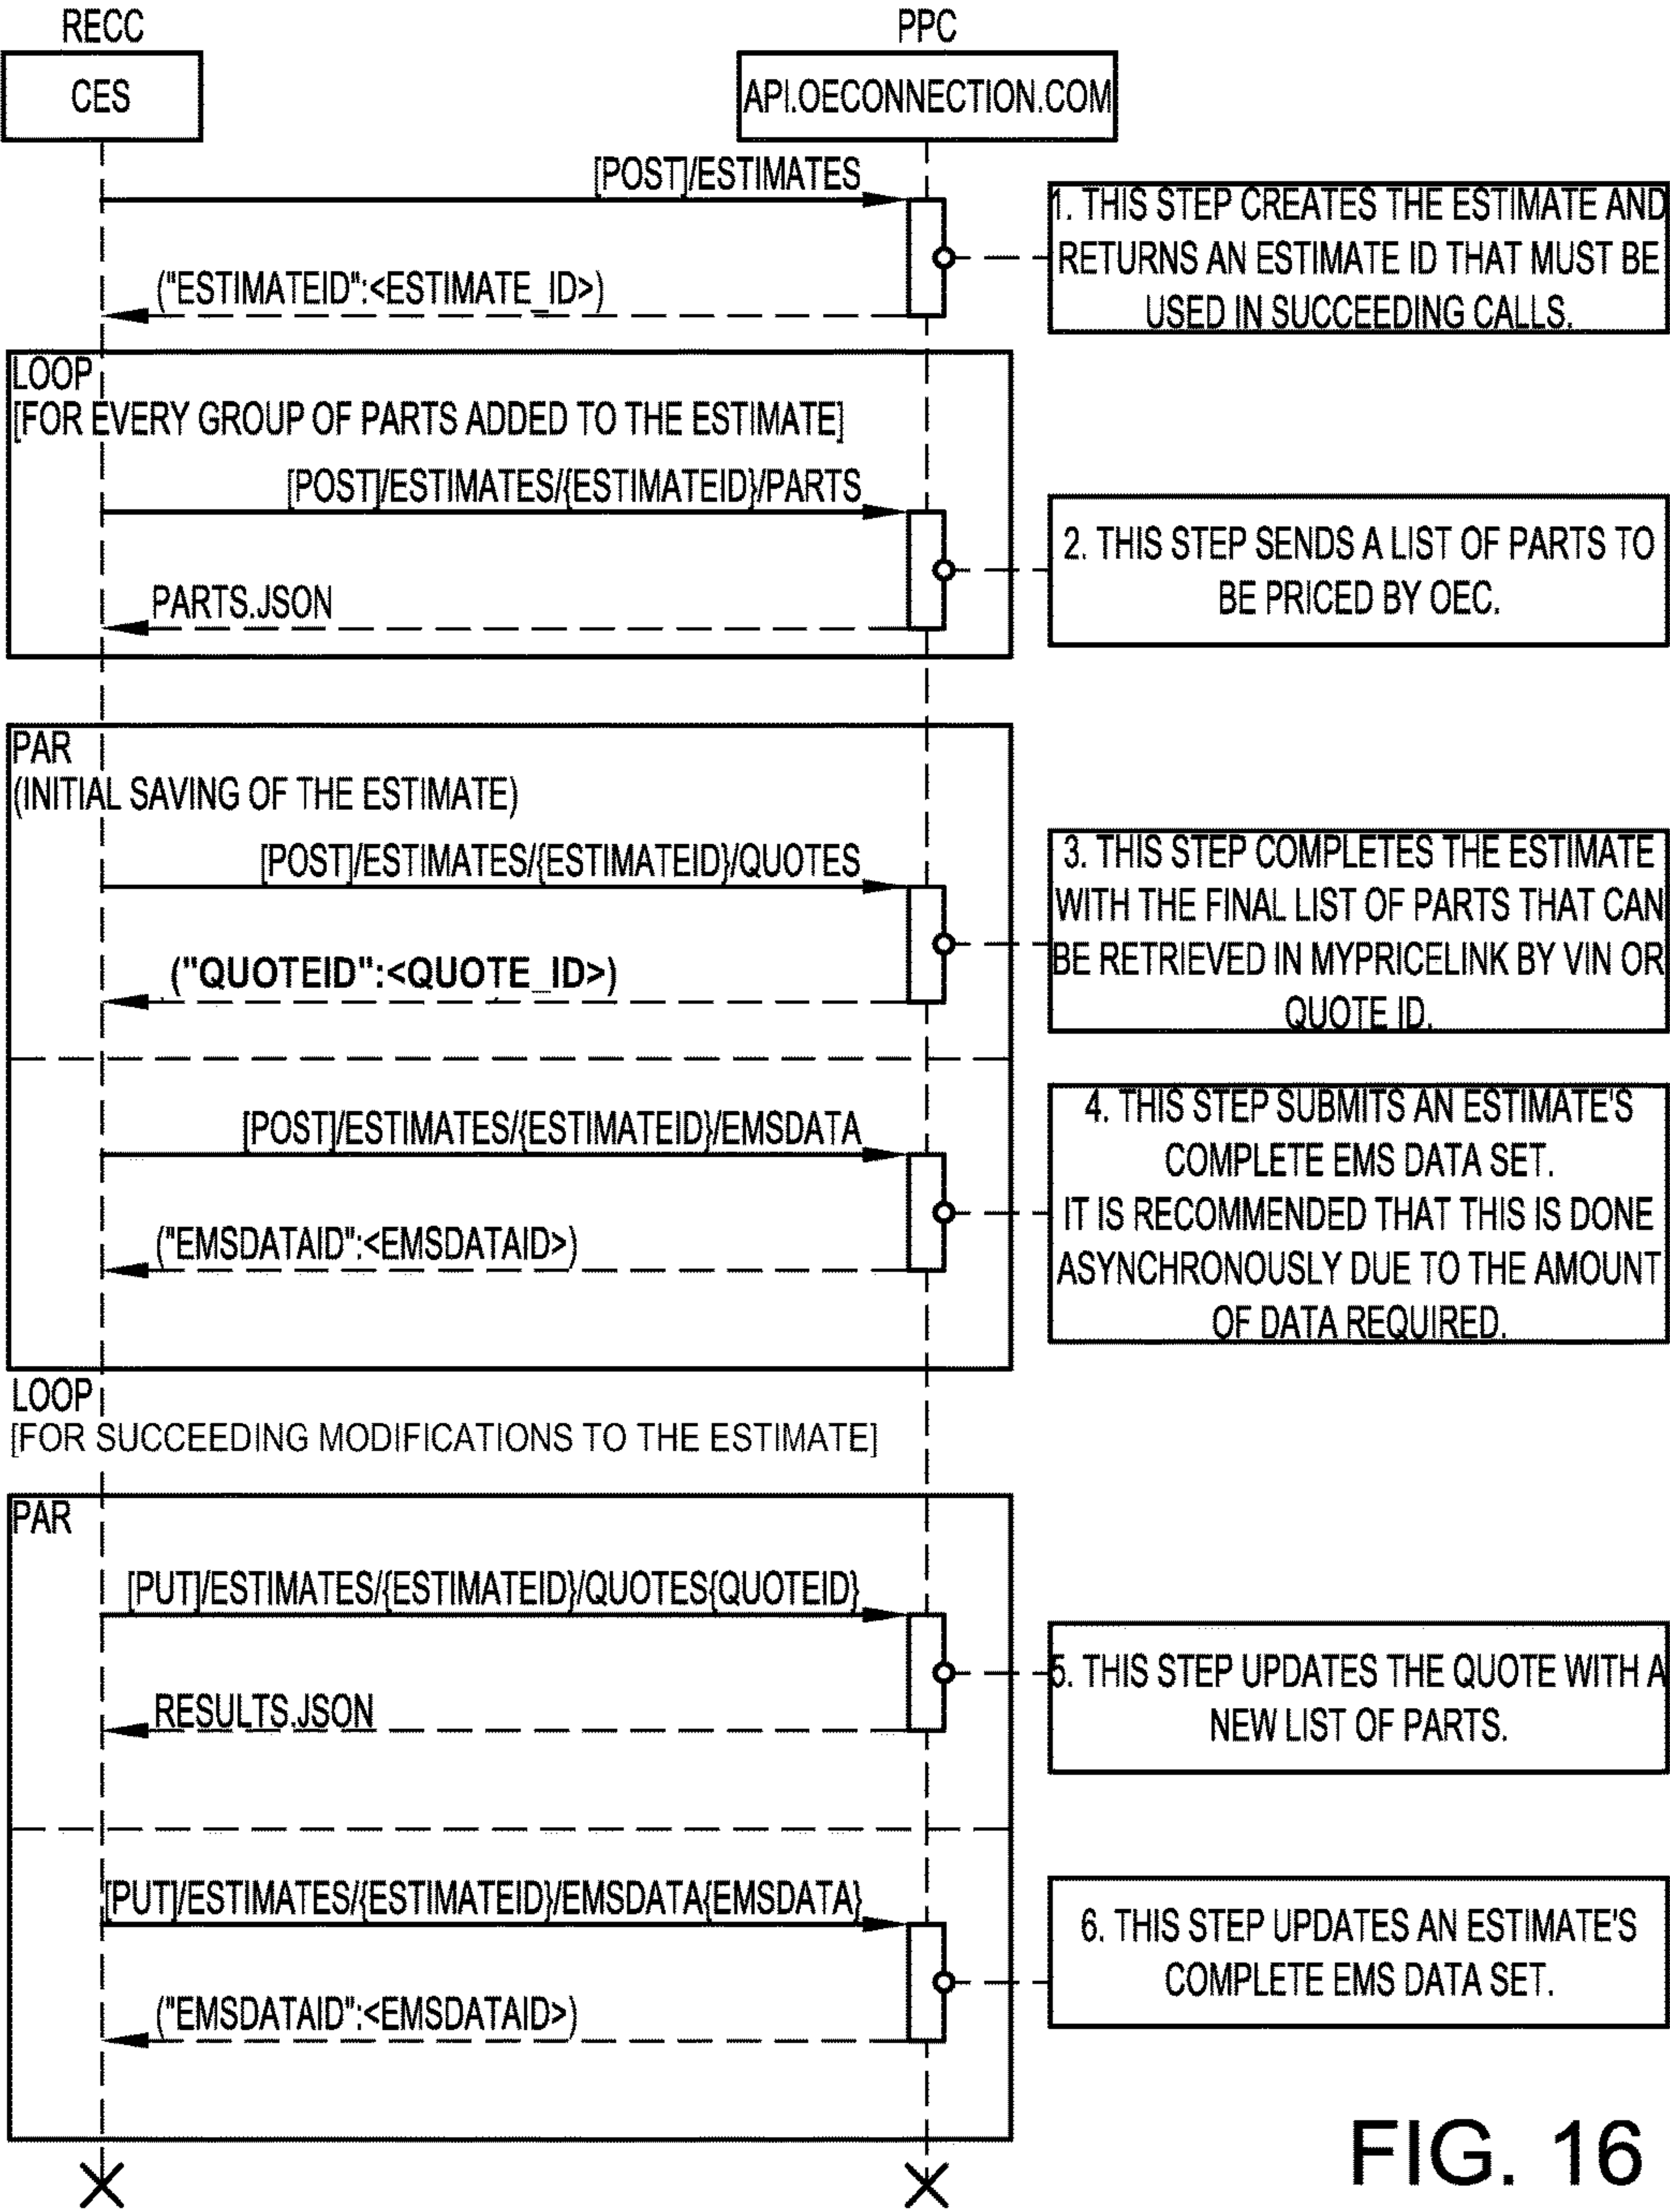 RECC
PPC
CES
API.OECONNECTION.COM
[POST]/ESTIMATES
1. THIS STEP CREATES THE ESTIMATE AND
RETURNS AN ESTIMATE ID THAT MUST BE
USED IN SUCCEEDING CALLS.
("ESTIMATEID":<ESTIMATE_ID>)
LOOP
[FOR EVERY GROUP OF PARTS ADDED TO THE ESTIMATE]
[POST]/ESTIMATES/{ESTIMATEID}/PARTS
2. THIS STEP SENDS A LIST OF PARTS TO
BE PRICED BY OEC.
PARTS.JSON
PAR
(INITIAL SAVING OF THE ESTIMATE)
[POST]/ESTIMATES/{ESTIMATEID}/QUOTES
3. THIS STEP COMPLETES THE ESTIMATE
WITH THE FINAL LIST OF PARTS THAT CAN
BE RETRIEVED IN MYPRICELINK BY VIN OR
QUOTE ID.
("QUOTEID":<QUOTE_ID>)
[POST]/ESTIMATES/{ESTIMATEID}/EMSDATA
4. THIS STEP SUBMITS AN ESTIMATE'S
COMPLETE EMS DATA SET.
IT IS RECOMMENDED THAT THIS IS DONE
ASYNCHRONOUSLY DUE TO THE AMOUNT
OF DATA REQUIRED.
("EMSDATAID":<EMSDATAID>)
LOOP
[FOR SUCCEEDING MODIFICATIONS TO THE ESTIMATE]
PAR
[PUT]/ESTIMATES/{ESTIMATEID}/QUOTES{QUOTEID}
5. THIS STEP UPDATES THE QUOTE WITH A
NEW LIST OF PARTS.
RESULTS.JSON
[PUT]/ESTIMATES/{ESTIMATEID}/EMSDATA{EMSDATA}
6. THIS STEP UPDATES AN ESTIMATE'S
COMPLETE EMS DATA SET.
("EMSDATAID":<EMSDATAID>)
FIG. 16